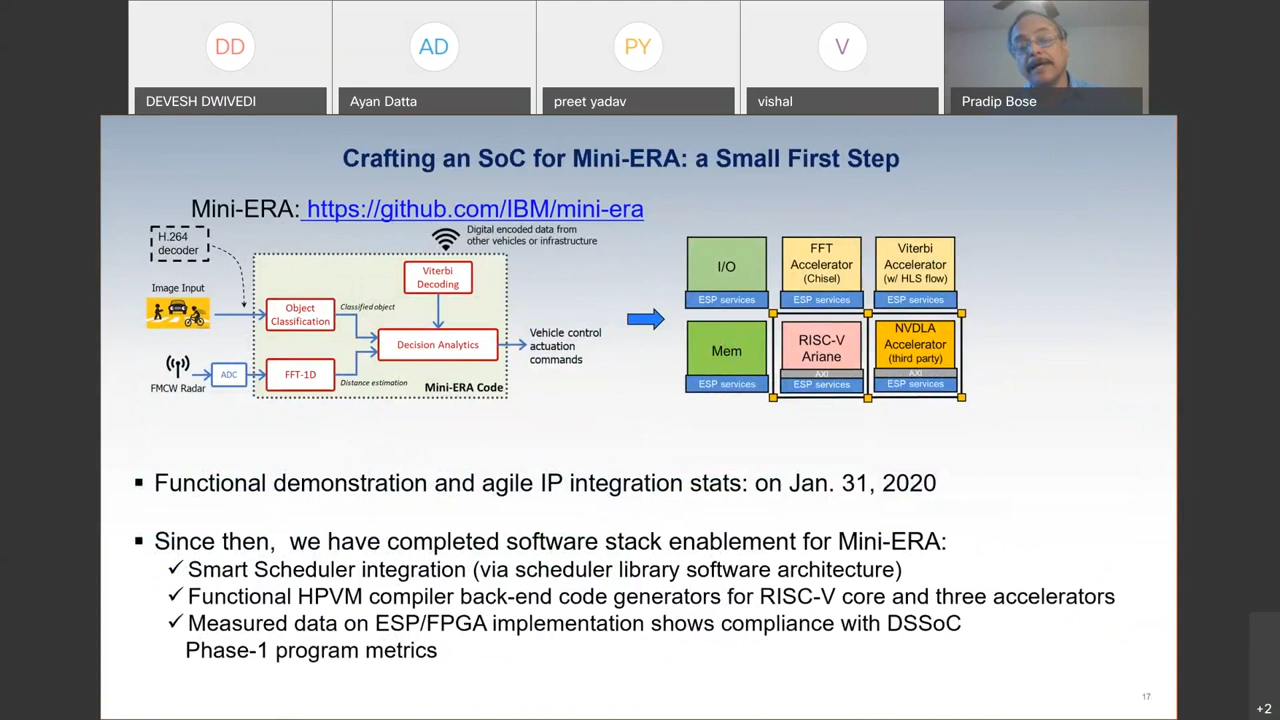 DD
AD
PY
V
DEVESH DWIVEDI
Ayan Datta
preet yadav
vishal
Pradip Bose
Crafting an SoC for Mini-ERA: a Small First Step
Mini-ERA: https://github.com/IBM/mini-era
H.264
decoder
Digital encoded data from
other vehicles or infrastructure
Viterbi
Decoding
Image Input
Object
Classification
Classified object
Decision Analytics
Vehicle control
actuation
commands
FMCW Radar
ADC
FFT-1D
Distance estimation
Mini-ERA Code
I/O
ESP services
FFT
Accelerator
(Chisel)
ESP services
Viterbi
Accelerator
(w/ HLS flow)
ESP services
Mem
ESP services
RISC-V
Ariane
AXI
ESP services
NVDLA
Accelerator
(third party)
AXI
ESP services
▪ Functional demonstration and agile IP integration stats: on Jan. 31, 2020
▪ Since then, we have completed software stack enablement for Mini-ERA:
✓ Smart Scheduler integration (via scheduler library software architecture)
✓ Functional HPVM compiler back-end code generators for RISC-V core and three accelerators
✓ Measured data on ESP/FPGA implementation shows compliance with DSSoC
Phase-1 program metrics
17
+2